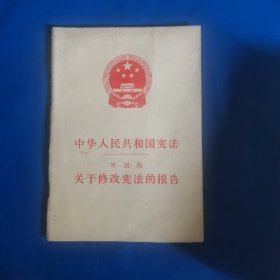 中华人民共和国宪法
叶剑英
关于修改宪法的报告